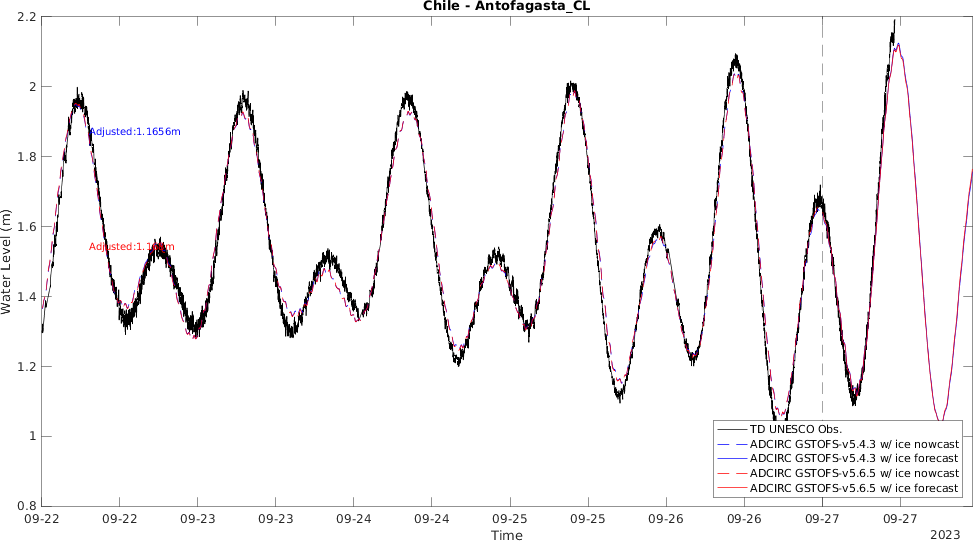 Chile - Antofagasta_CL
2.2
2
1.8
1.6
1.4
1.2
1
0.8
Water Level (m)
Adjusted:1.1656m
TD UNESCO Obs.
ADCIRC GSTOFS-v5.4.3 w/ ice nowcast
ADCIRC GSTOFS-v5.4.3 w/ ice forecast
ADCIRC GSTOFS-v5.6.5 w/ ice nowcast
ADCIRC GSTOFS-v5.6.5 w/ ice forecast
09-22 09-22 09-23 09-23 09-24 09-24 09-25 09-25 09-26 09-26 09-27 09-27
Time
2023